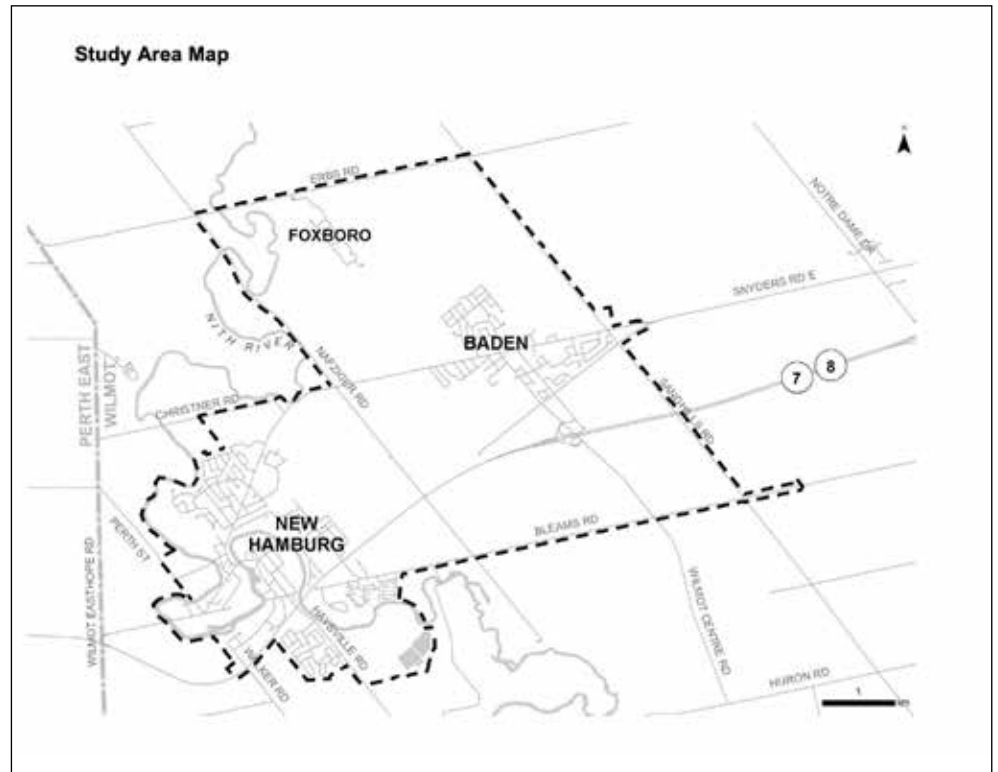 Study Area Map
N
ERBS RD
FOXBORO
NOTRE DAME DR
SNYDERS RD E
NITH RIVER
BADEN
NAFZIGER RD
7 8
PERTH EAST
WILMOT
CHRISTNER RD
SANDHILLS RD
NEW
HAMBURG
BLEAMS RD
PERTH ST
WILMOT EASTHOPE RD
HAYSVILLE RD
WILMOT CENTRE RD
WALKER RD
HURON RD
1